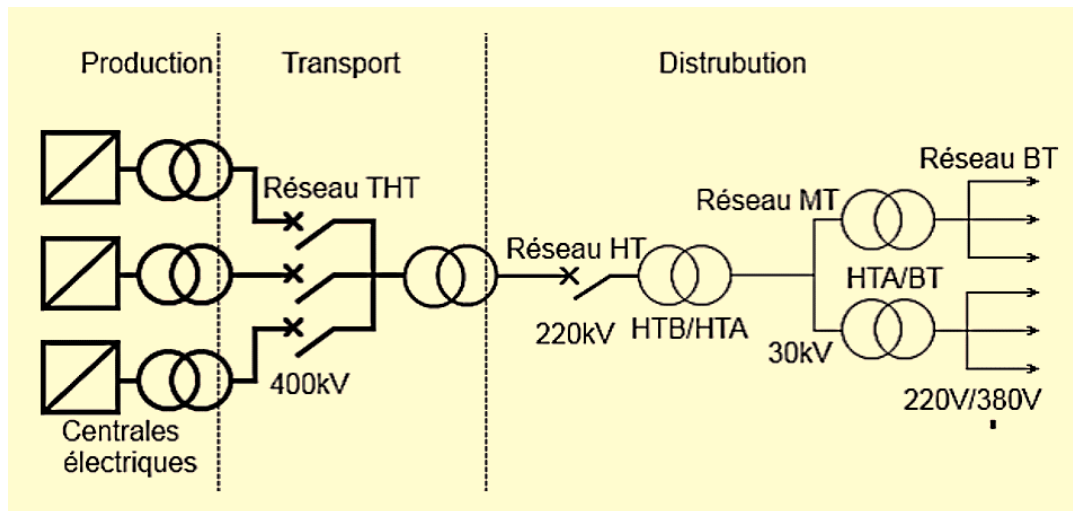 Production
Transport
Distrubution
Réseau THT
Réseau HT
Réseau MT
Réseau BT
HTA/BT
HTB/HTA
220kV
30kV
400kV
220V/380V
Centrales
électriques